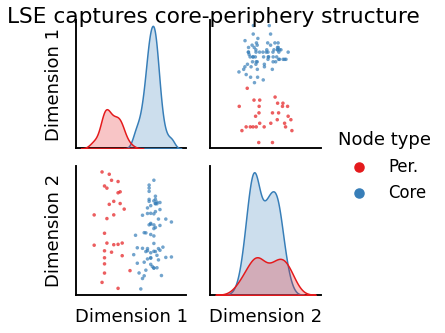 LSE captures core-periphery structure
Dimension 1
Node type
Per.
Core
Dimension 2
Dimension 1
Dimension 2